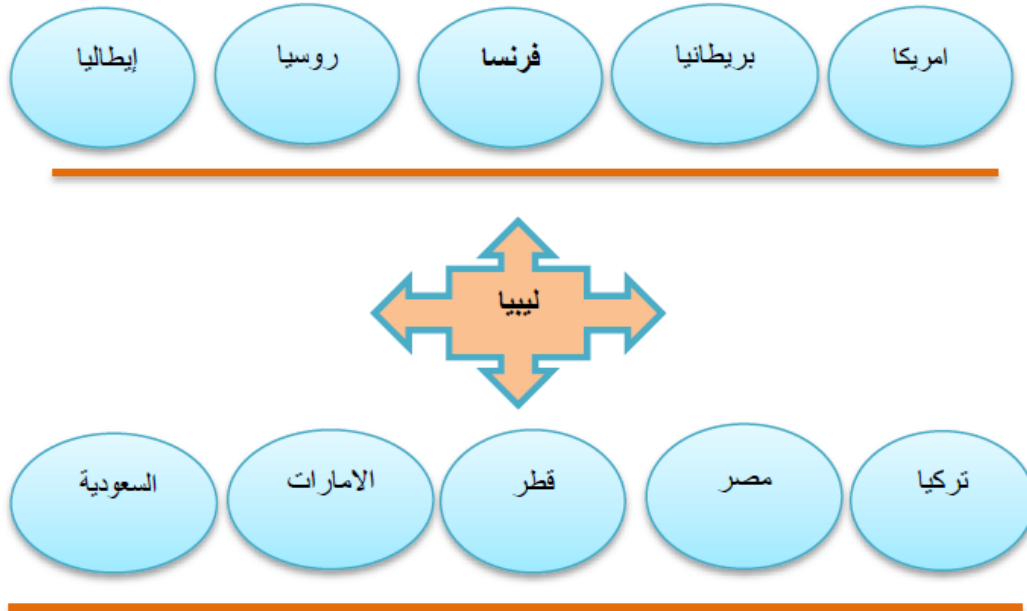 امريكا
بريطانيا
فرنسا
روسيا
إيطاليا
ليبيا
تركيا
مصر
قطر
الامارات
السعودية